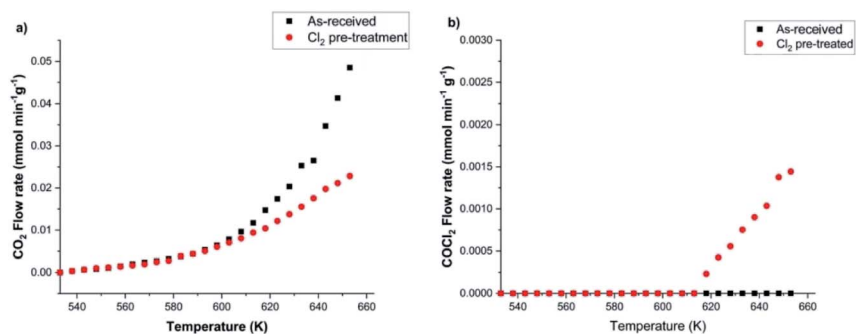 a)
As-received
Cl₂ pre-treatment
CO₂ Flow rate (mmol min⁻¹g⁻¹)
0.05
0.04
0.03
0.02
0.01
0.00
540
560
580
600
620
640
660
Temperature (K)
b)
As-received
Cl₂ pre-treated
COCl₂ Flow rate (mmol min⁻¹ g⁻¹)
0.0030
0.0025
0.0020
0.0015
0.0010
0.0005
0.0000
540
560
580
600
620
640
660
Temperature (K)